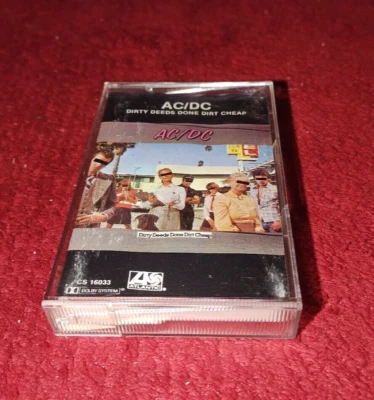 AC/DC
DIRTY DEEDS DONE DIRT CHEAP
AC/DC
Dirty Deeds Done Dirt Cheap
CS 16033
DOLBY SYSTEM
ATLANTIC